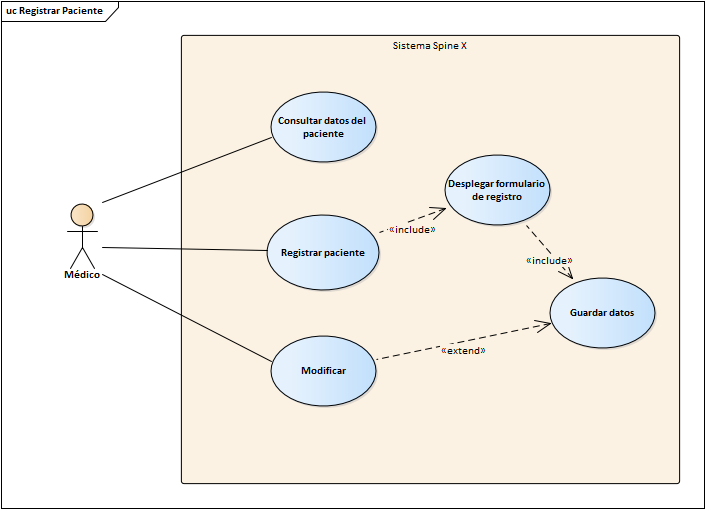 uc Registrar Paciente
Sistema Spine X
Consultar datos del
paciente
Desplegar formulario
de registro
«include»
Registrar paciente
«include»
Médico
Guardar datos
«extend»
Modificar